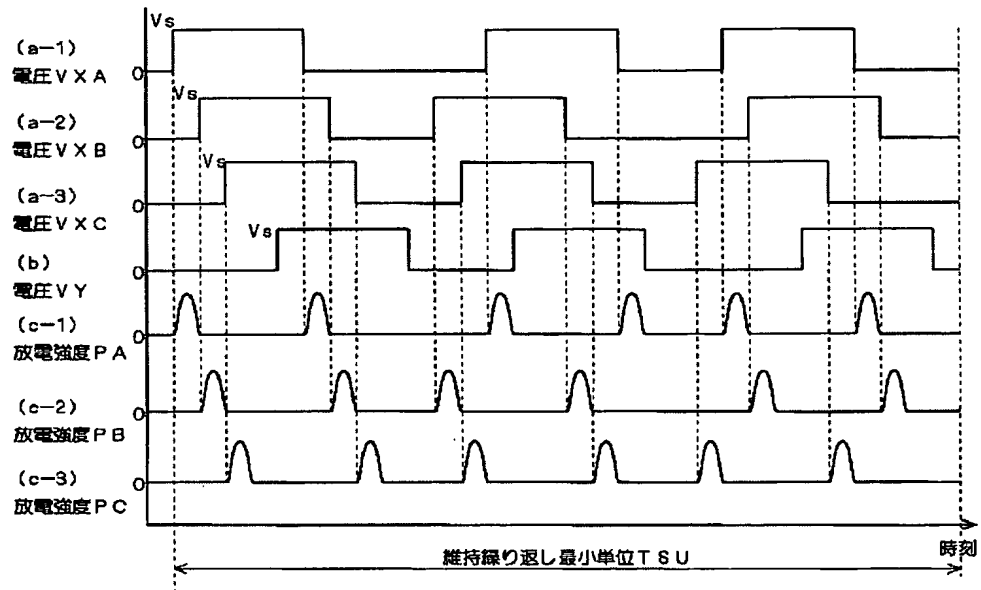 Vs
(a-1)
電圧VXA
0
Vs
(a-2)
電圧VXB
0
Vs
(a-3)
電圧VXC
0
Vs
(b)
電圧VY
0
(c-1)
放電強度PA
0
(c-2)
放電強度PB
0
(c-3)
放電強度PC
0
時刻
維持繰り返し最小単位TSU